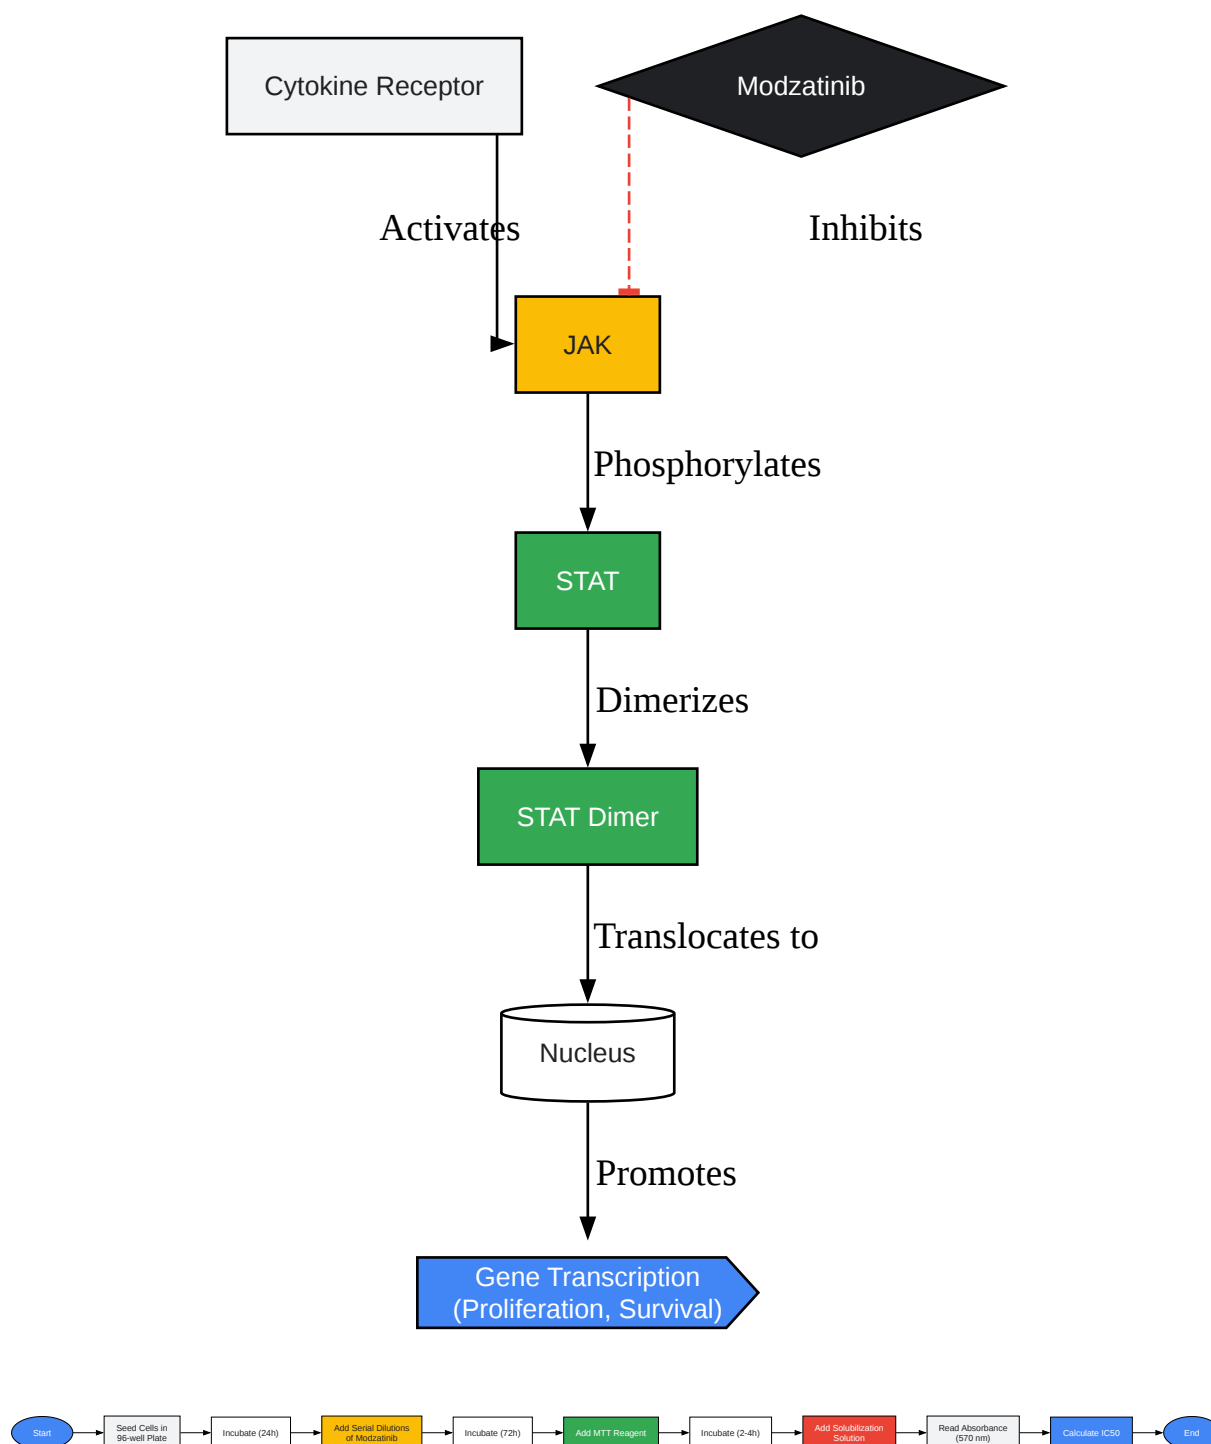 Cytokine Receptor
Modzatinib
Activates
Inhibits
JAK
Phosphorylates
STAT
Dimerizes
STAT Dimer
Translocates to
Nucleus
Promotes
Gene Transcription
(Proliferation, Survival)
Start
Seed Cells in
96-well Plate
Incubate (24h)
Add Serial Dilutions
of Modzatinib
Incubate (72h)
Add MTT Reagent
Incubate (2-4h)
Add Solubilization
Solution
Read Absorbance
(570 nm)
Calculate IC50
End